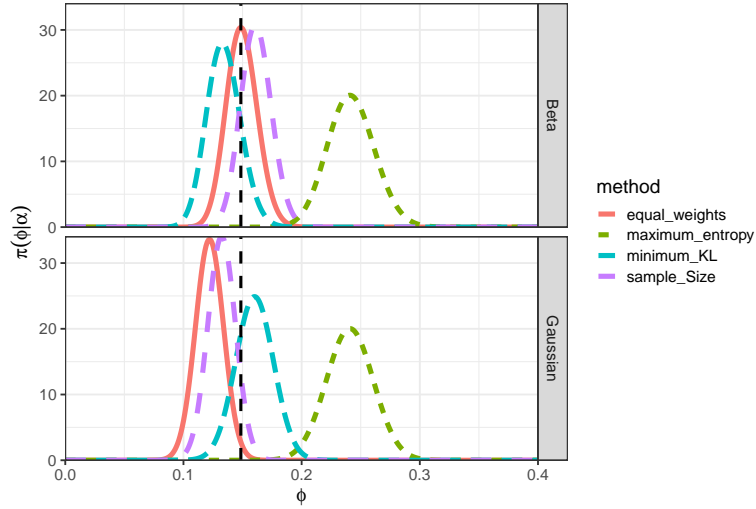 30
20
10
0
Beta
30
20
10
0
Gaussian
π(ϕ|α)
0.0 0.1 0.2 0.3 0.4
ϕ
method
equal_weights
maximum_entropy
minimum_KL
sample_Size